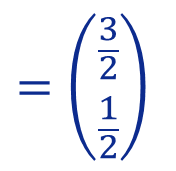 = (3/2
1/2)